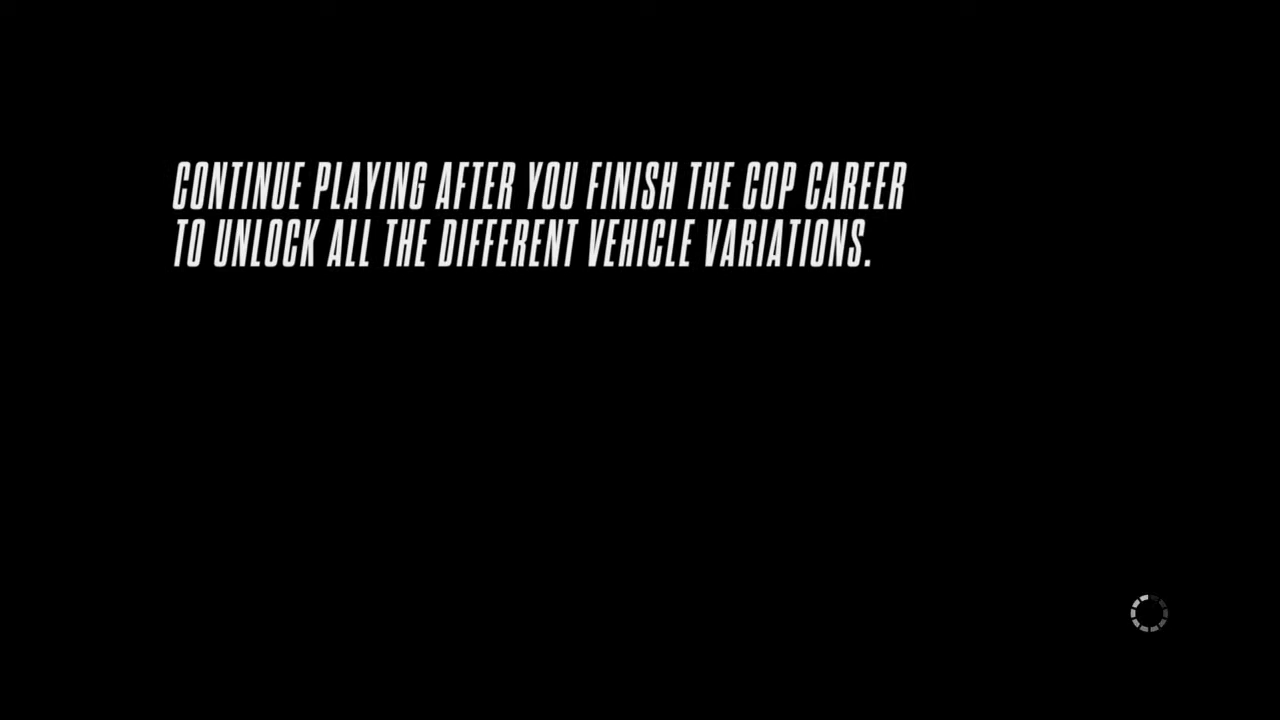 CONTINUE PLAYING AFTER YOU FINISH THE COP CAREER
TO UNLOCK ALL THE DIFFERENT VEHICLE VARIATIONS.